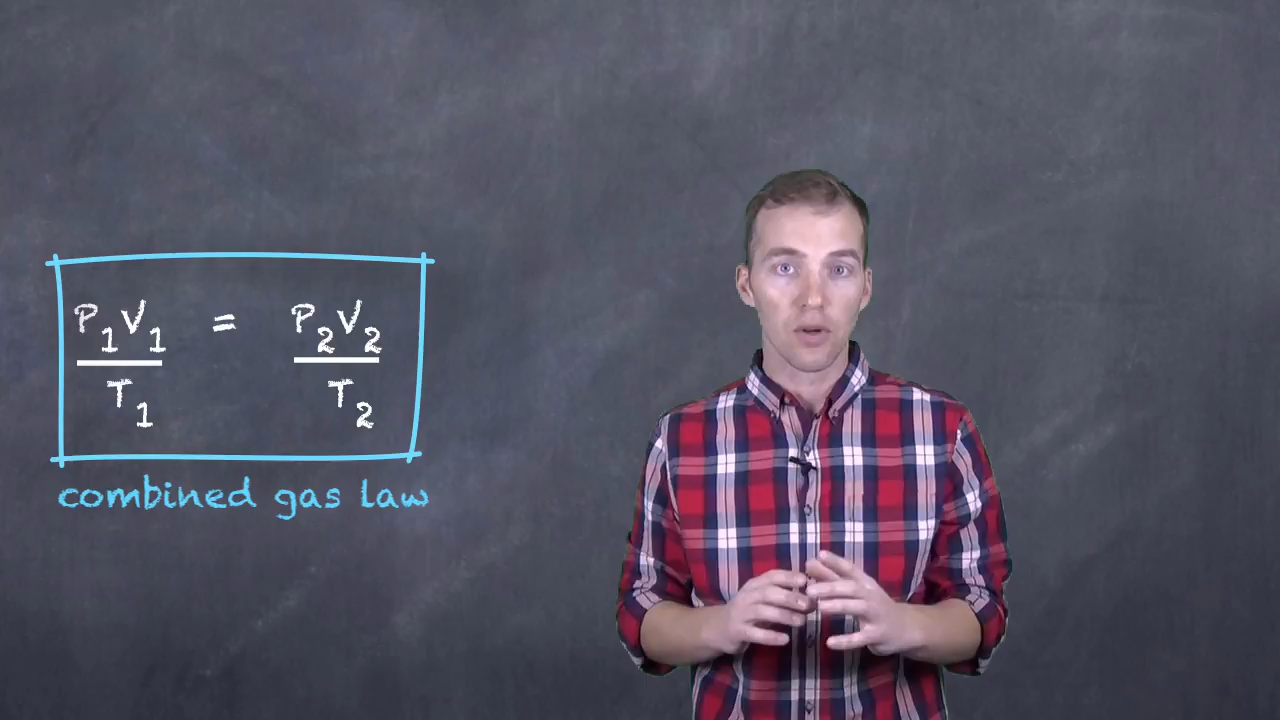 P₁V₁ = P₂V₂
T₁ T₂
combined gas law